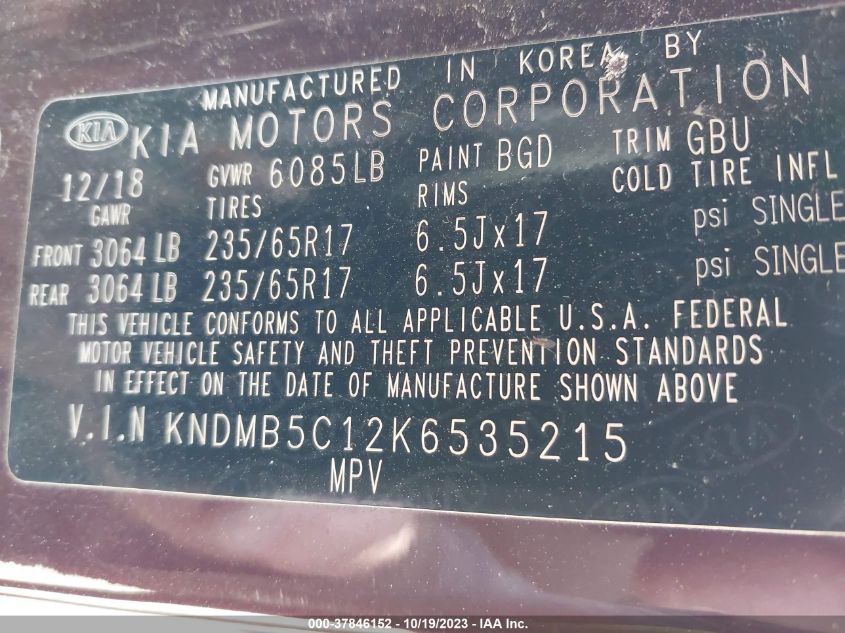 MANUFACTURED IN KOREA BY
KIA KIA MOTORS CORPORATION
12/18 GVWR 6085LB PAINT BGD TRIM GBU
GAWR TIRES RIMS COLD TIRE INFL
FRONT 3064 LB 235/65R17 6.5Jx17 psi SINGLE
REAR 3064 LB 235/65R17 6.5Jx17 psi SINGLE
THIS VEHICLE CONFORMS TO ALL APPLICABLE U.S.A. FEDERAL
MOTOR VEHICLE SAFETY AND THEFT PREVENTION STANDARDS
IN EFFECT ON THE DATE OF MANUFACTURE SHOWN ABOVE
V.I.N KNDMB5C12K6535215
MPV
000-37846152 - 10/19/2023 - IAA Inc.